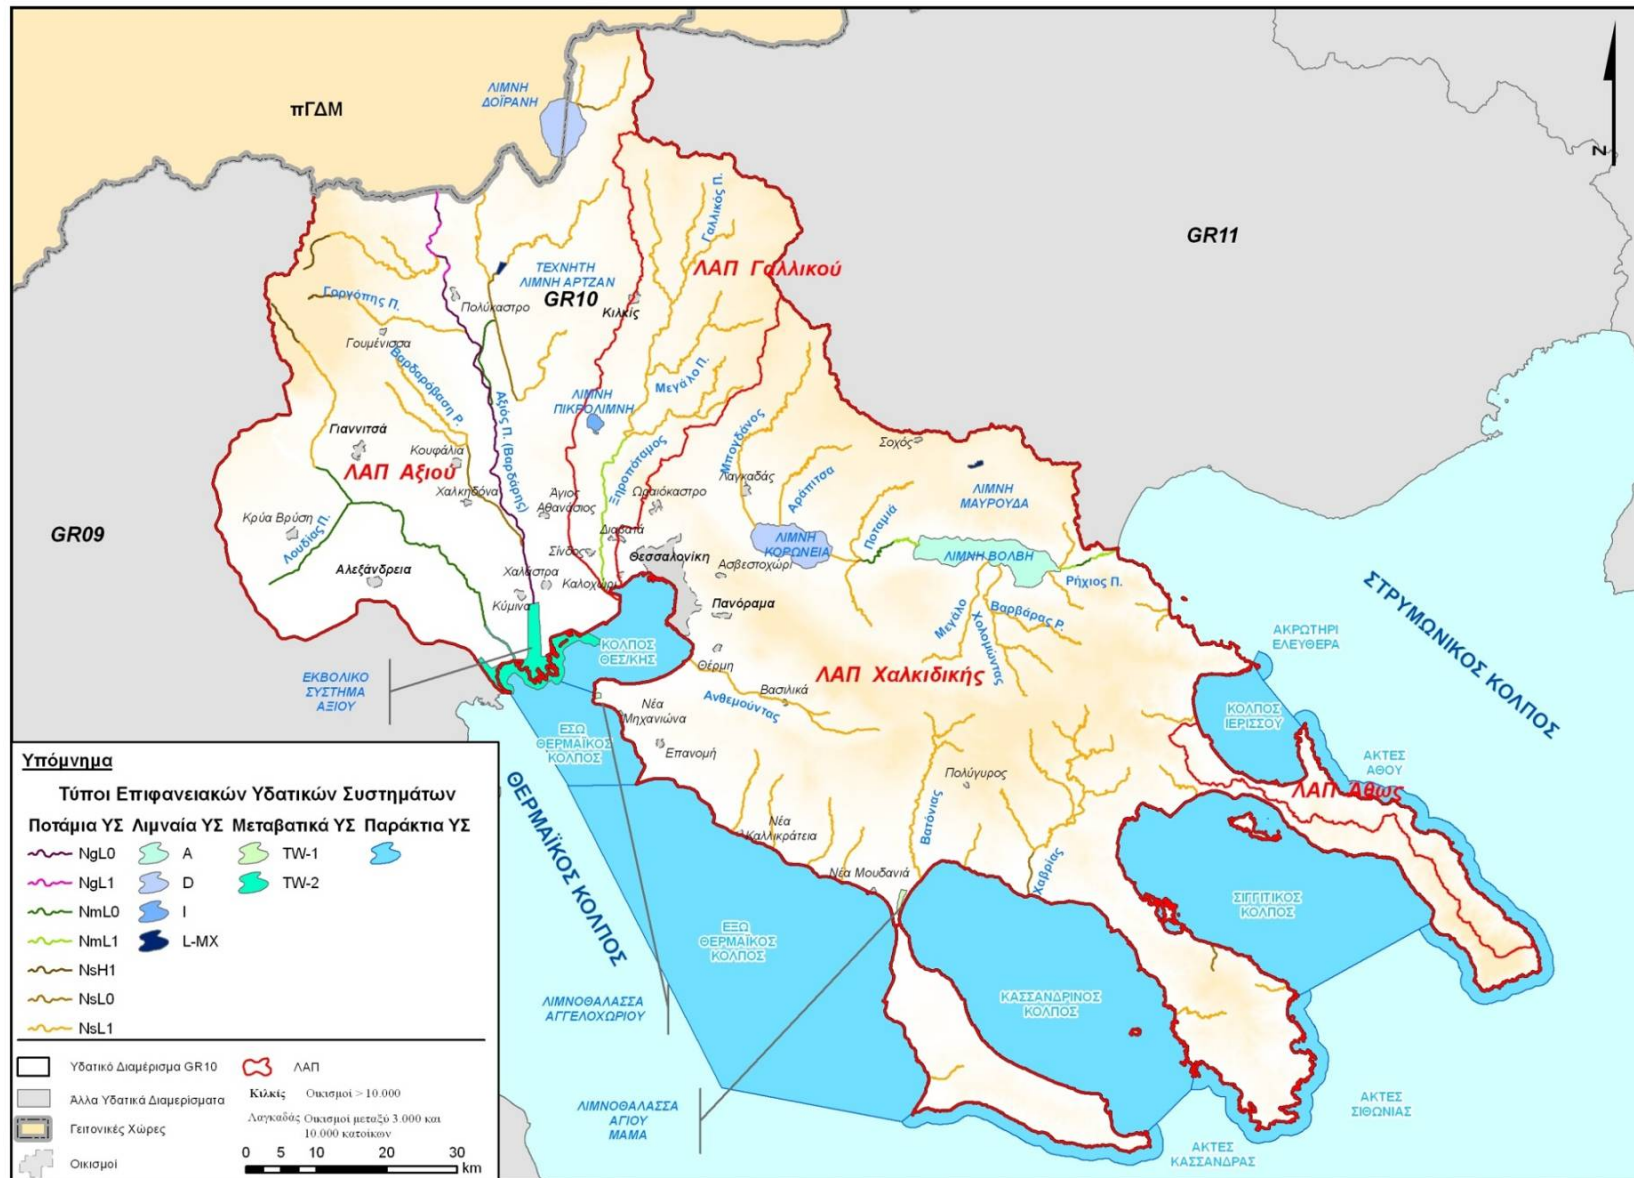 πΓΔΜ
ΛΙΜΝΗ
ΔΟΪΡΑΝΗ
N
GR11
Γαλλικός Π.
ΛΑΠ Γαλλικού
ΤΕΧΝΗΤΗ
ΛΙΜΝΗ ΑΡΤΖΑΝ
GR10
Κιλκίς
Πολύκαστρο
Γοργόπης Π.
Γουμένισσα
Βαρδαρόβαση Ρ.
Αξιός Π. (Βαρδάρης)
Μεγάλο Π.
ΛΙΜΝΗ
ΠΙΚΡΟΛΙΜΝΗ
Γιαννιτσά
Κουφάλια
ΛΑΠ Αξιού
Χαλκηδόνα
Άγιος
Αθανάσιος
Ξηροπόταμος
Ωραιόκαστρο
Μπογδάνος
Λαγκαδάς
Αράπιτσα
Σοχός
ΛΙΜΝΗ
ΜΑΥΡΟΥΔΑ
Ποταμιά
GR09
Κρύα Βρύση
Λουδίας Π.
Αλεξάνδρεια
Διαβατά
Σίνδος
Θεσσαλονίκη
Χαλάστρα
Καλοχώρι
Κύμινα
ΛΙΜΝΗ
ΚΟΡΩΝΕΙΑ
ΛΙΜΝΗ ΒΟΛΒΗ
Ασβεστοχώρι
Ρήχιος Π.
Πανόραμα
Μεγάλο
Χολομώντας
Βαρβάρας Ρ.
ΣΤΡΥΜΩΝΙΚΟΣ ΚΟΛΠΟΣ
ΑΚΡΩΤΗΡΙ
ΕΛΕΥΘΕΡΑ
ΚΟΛΠΟΣ
ΘΕΣ/ΚΗΣ
Θέρμη
ΛΑΠ Χαλκιδικής
ΕΚΒΟΛΙΚΟ
ΣΥΣΤΗΜΑ
ΑΞΙΟΥ
Βασιλικά
Ανθεμούντας
Νέα
Μηχανιώνα
Επανομή
ΕΣΩ
ΘΕΡΜΑΪΚΟΣ
ΚΟΛΠΟΣ
ΚΟΛΠΟΣ
ΙΕΡΙΣΣΟΥ
ΑΚΤΕΣ
ΑΘΟΥ
ΛΑΠ Άθως
Πολύγυρος
Βατόνιας
Νέα
Καλλικράτεια
Νέα Μουδανιά
Χαβρίας
ΘΕΡΜΑΪΚΟΣ ΚΟΛΠΟΣ
ΣΙΓΓΙΤΙΚΟΣ
ΚΟΛΠΟΣ
ΕΞΩ
ΘΕΡΜΑΪΚΟΣ
ΚΟΛΠΟΣ
ΚΑΣΣΑΝΔΡΙΝΟΣ
ΚΟΛΠΟΣ
ΛΙΜΝΟΘΑΛΑΣΣΑ
ΑΓΓΕΛΟΧΩΡΙΟΥ
ΛΙΜΝΟΘΑΛΑΣΣΑ
ΑΓΙΟΥ
ΜΑΜΑ
ΑΚΤΕΣ
ΣΙΘΩΝΙΑΣ
ΑΚΤΕΣ
ΚΑΣΣΑΝΔΡΑΣ
Υπόμνημα
Τύποι Επιφανειακών Υδατικών Συστημάτων
Ποτάμια ΥΣ Λιμναία ΥΣ Μεταβατικά ΥΣ Παράκτια ΥΣ
NgL0 A TW-1
NgL1 D TW-2
NmL0 I
NmL1 L-MX
NsH1
NsL0
NsL1
Υδατικό Διαμέρισμα GR10 ΛΑΠ
Άλλα Υδατικά Διαμερίσματα Κιλκίς Οικισμοί > 10.000
Γειτονικές Χώρες Λαγκαδάς Οικισμοί μεταξύ 3.000 και
10.000 κατοίκων
Οικισμοί
0 5 10 20 30
km